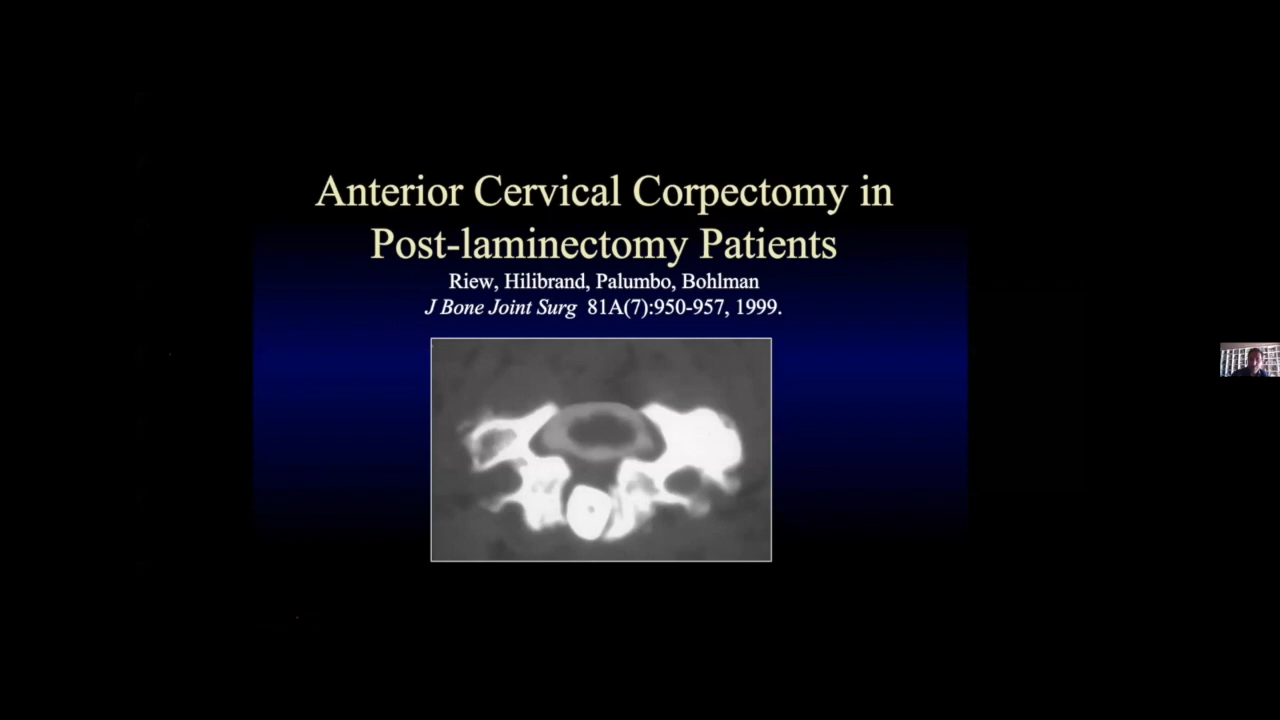 Anterior Cervical Corpectomy in
Post-laminectomy Patients
Riew, Hilibrand, Palumbo, Bohlman
J Bone Joint Surg 81A(7):950-957, 1999.